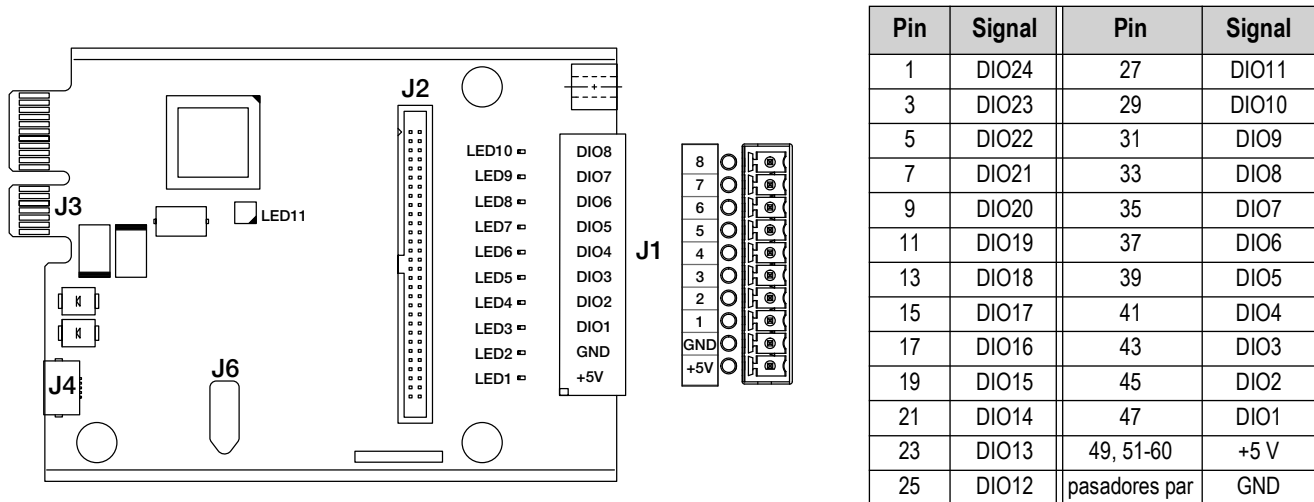 J2
LED10
DIO8
LED9
DIO7
LED8
DIO6
J3
LED11
LED7
DIO5
LED6
DIO4
J1
LED5
DIO3
LED4
DIO2
LED3
DIO1
LED2
GND
LED1
+5V
J4
J6
8
7
6
5
4
3
2
1
GND
+5V
Pin Signal Pin Signal
1 DIO24 27 DIO11
3 DIO23 29 DIO10
5 DIO22 31 DIO9
7 DIO21 33 DIO8
9 DIO20 35 DIO7
11 DIO19 37 DIO6
13 DIO18 39 DIO5
15 DIO17 41 DIO4
17 DIO16 43 DIO3
19 DIO15 45 DIO2
21 DIO14 47 DIO1
23 DIO13 49, 51-60 +5 V
25 DIO12 pasadores par GND